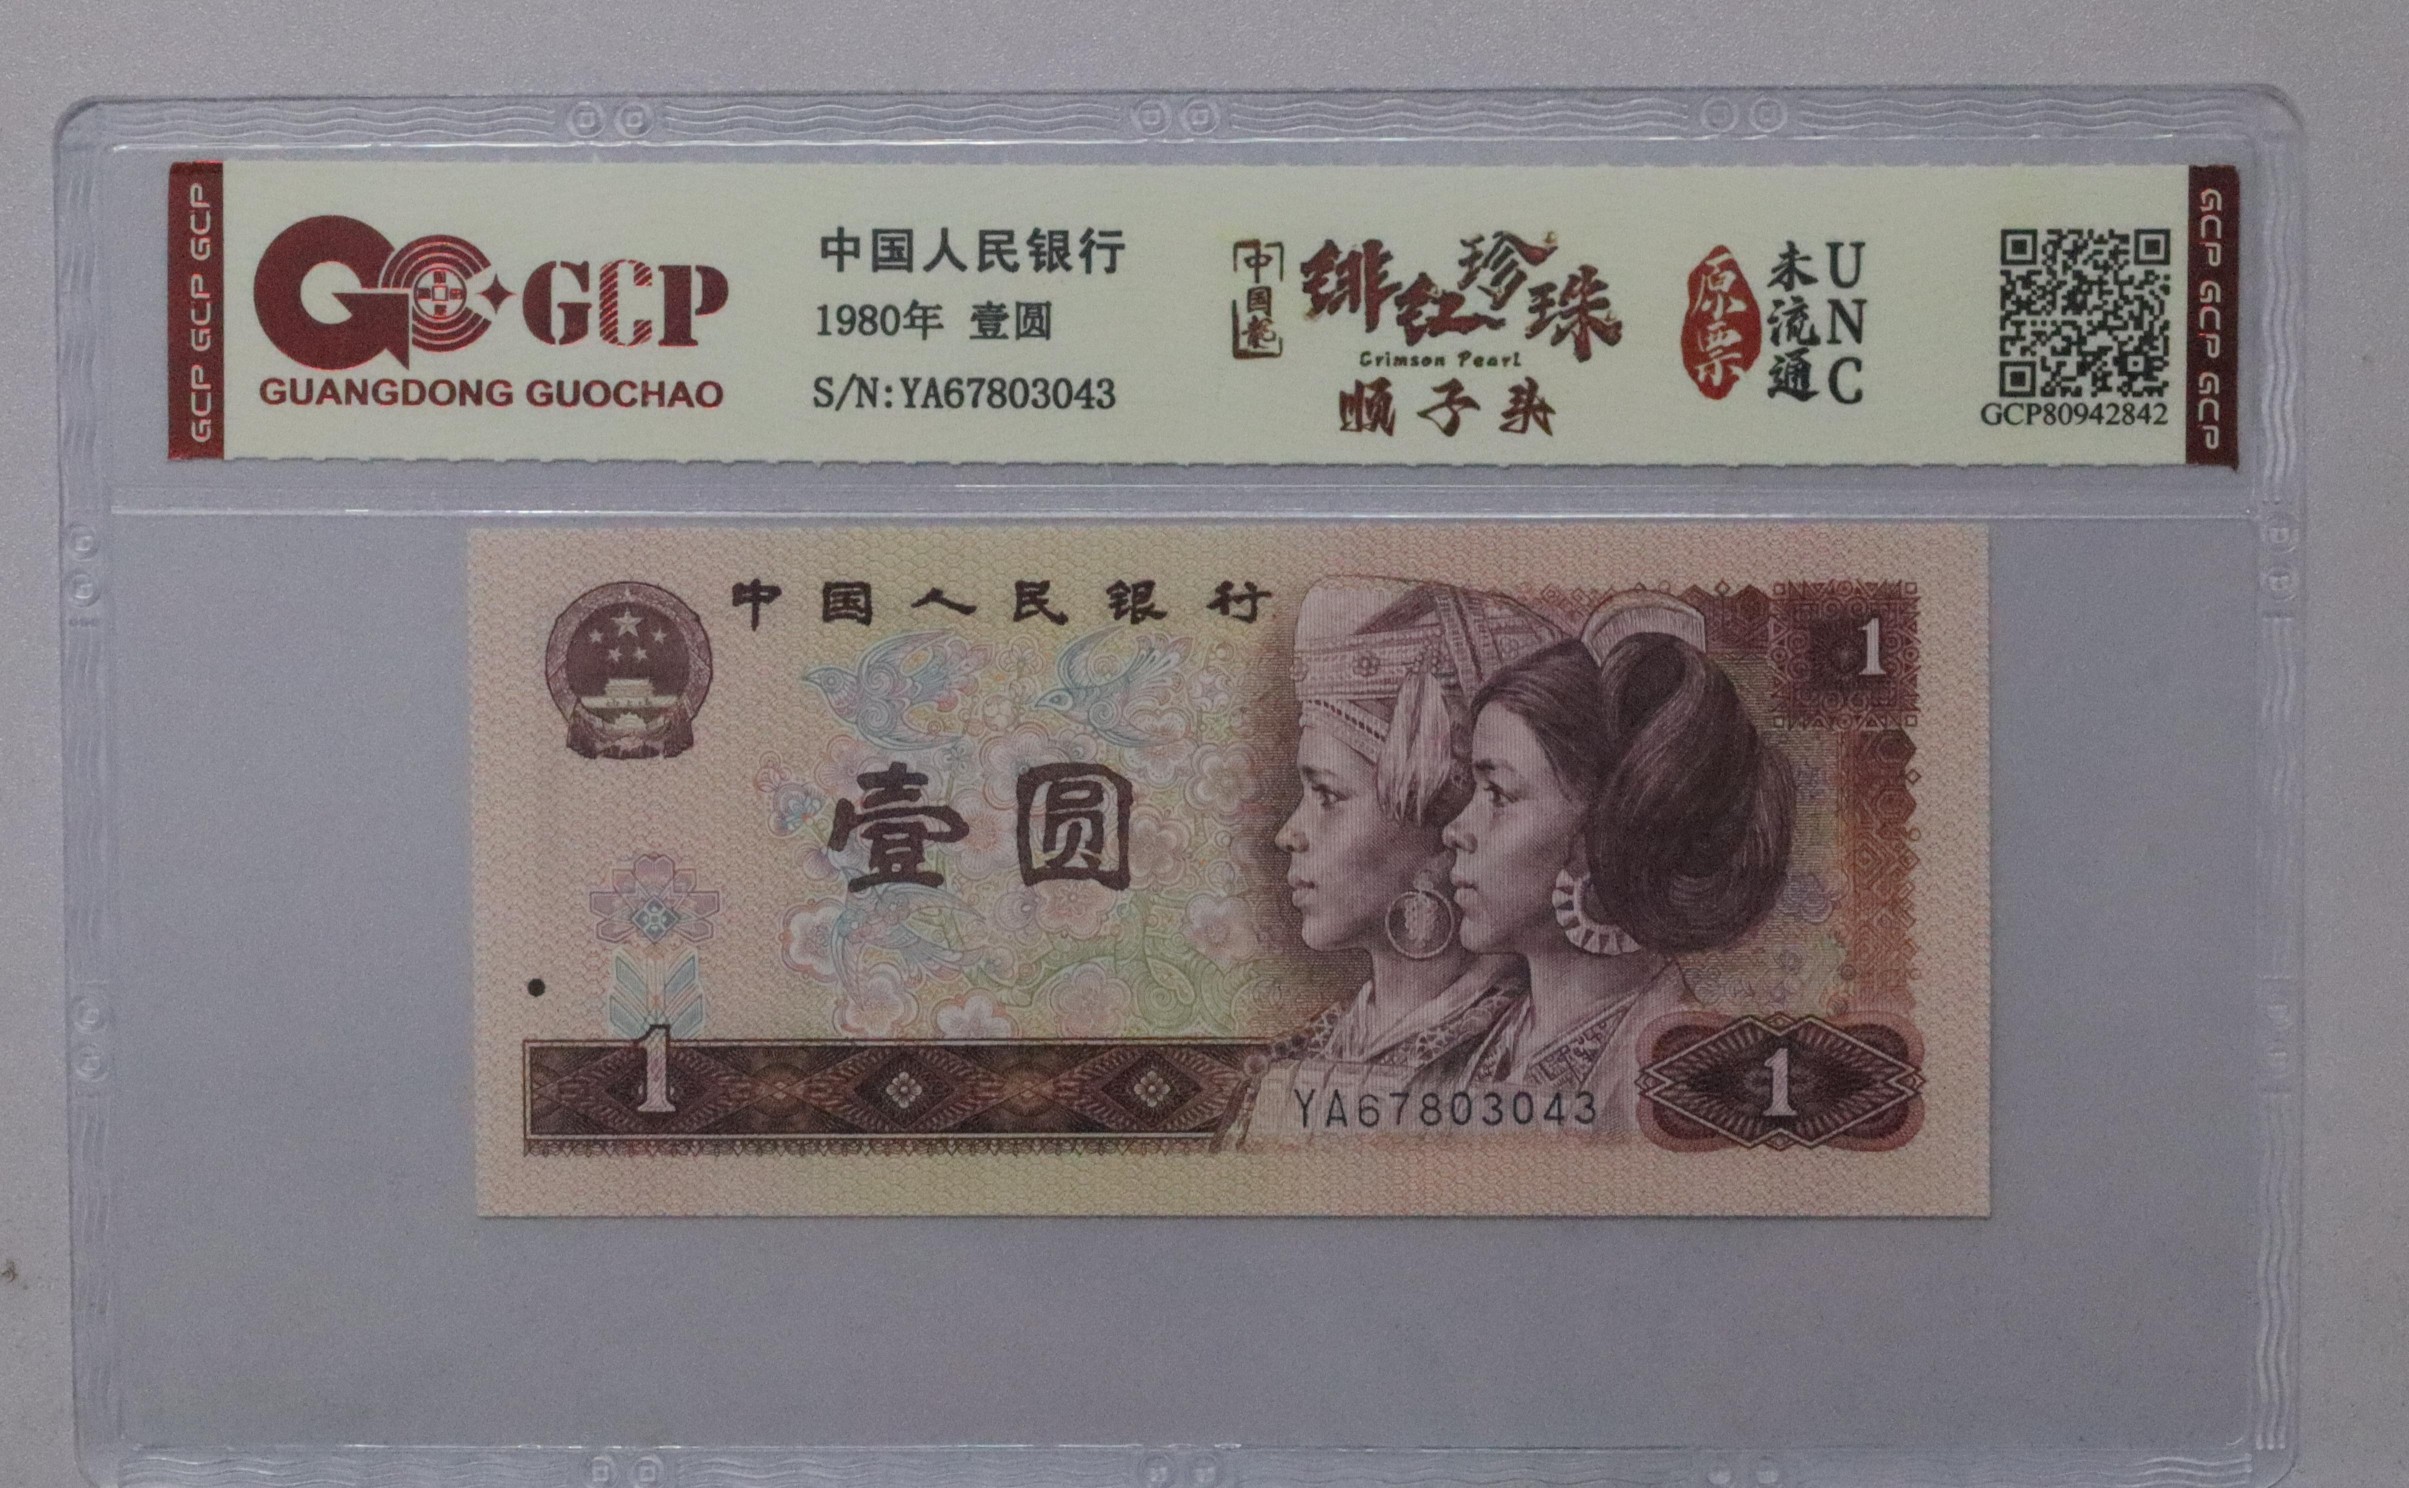 GCP GCP GCP
GCP
GUANGDONG GUOCHAO
中国人民银行
1980年 壹圆
S/N:YA67803043
中国龙
绯红珍珠
Crimson Pearl
顺子头
原票
未流通
UNC
GCP80942842
GCP GCP GCP
中国人民银行
1
壹圆
1
YA67803043
1